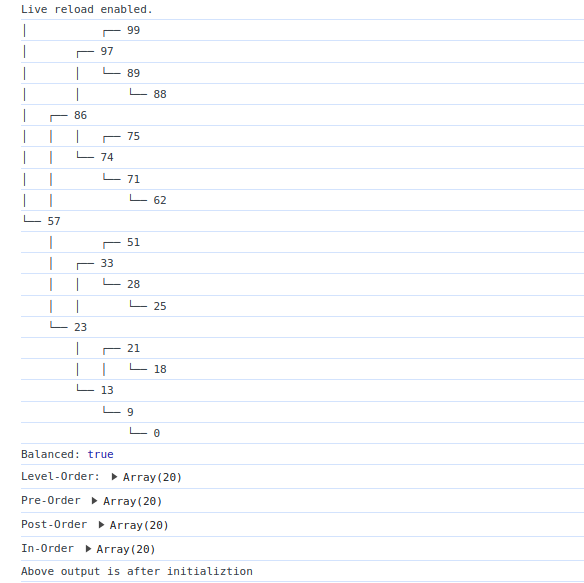 Live reload enabled.
│           ┌── 99
│       ┌── 97
│       │   └── 89
│       │       └── 88
│   ┌── 86
│   │   │   ┌── 75
│   │   └── 74
│   │       └── 71
│   │           └── 62
└── 57
    │       ┌── 51
    │   ┌── 33
    │   │   └── 28
    │   │       └── 25
    └── 23
        │   ┌── 21
        │   │   └── 18
        └── 13
            └── 9
                └── 0
Balanced: true
Level-Order: ▶ Array(20)
Pre-Order ▶ Array(20)
Post-Order ▶ Array(20)
In-Order ▶ Array(20)
Above output is after initializtion